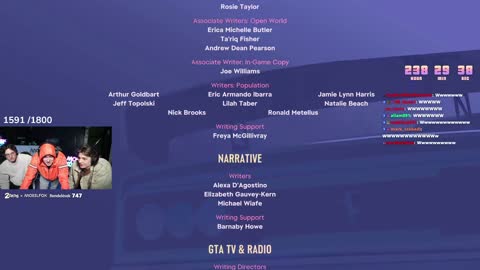 Rosie Taylor
Associate Writers: Open World
Erica Michelle Butler
Ta'riq Fisher
Andrew Dean Pearson
Associate Writer: In-Game Copy
Joe Williams
Writers: Population
Arthur Goldbart Eric Armando Ibarra Jamie Lynn Harris
Jeff Topolski Lilah Taber Natalie Beach
Nick Brooks Ronald Metellus
Writing Support
Freya McGillivray
NARRATIVE
Writers
Alexa D'Agostino
Elizabeth Gauvey-Kern
Michael Wiafe
Writing Support
Barnaby Howe
GTA TV & RADIO
Writing Directors
238 29 38
HOUR MIN SEC
1591 /1800
747